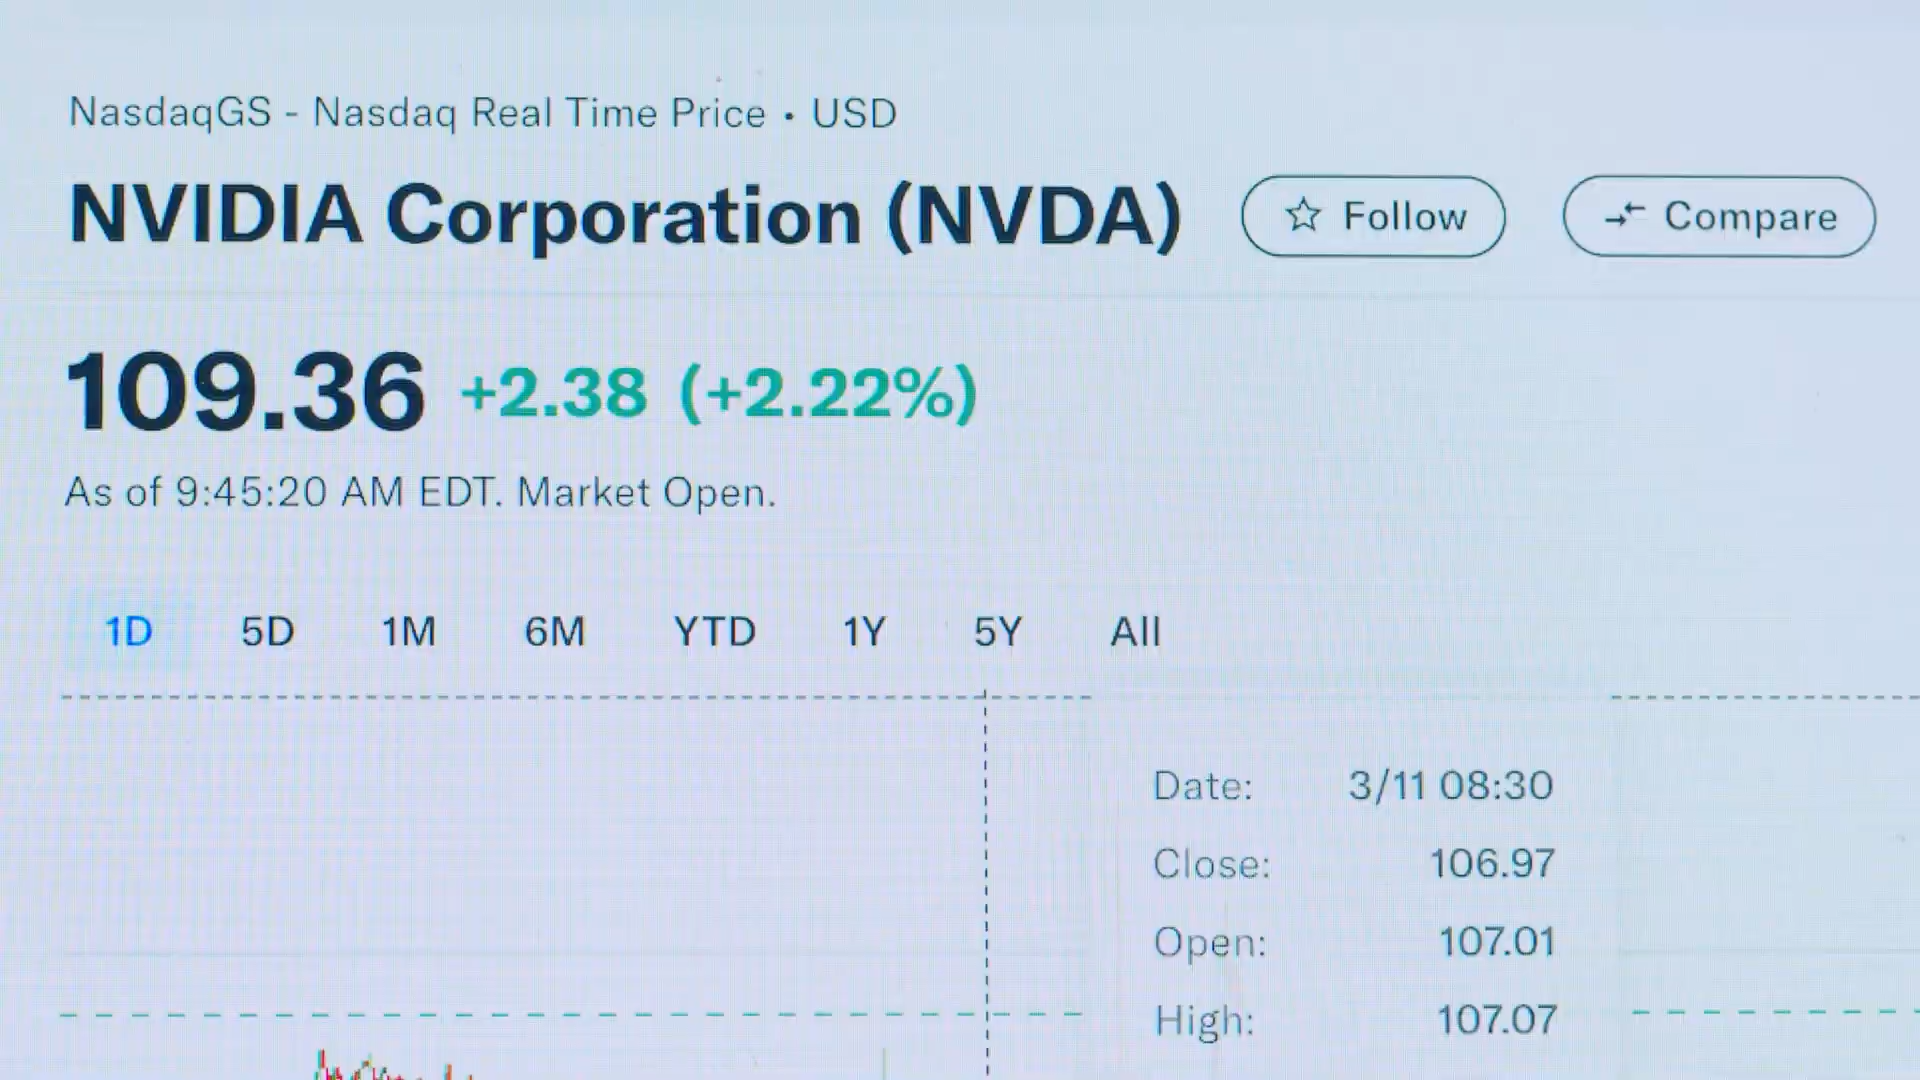 NasdaqGS - Nasdaq Real Time Price • USD
NVIDIA Corporation (NVDA)
Follow
Compare
109.36 +2.38 (+2.22%)
As of 9:45:20 AM EDT. Market Open.
1D 5D 1M 6M YTD 1Y 5Y All
Date: 3/11 08:30
Close: 106.97
Open: 107.01
High: 107.07